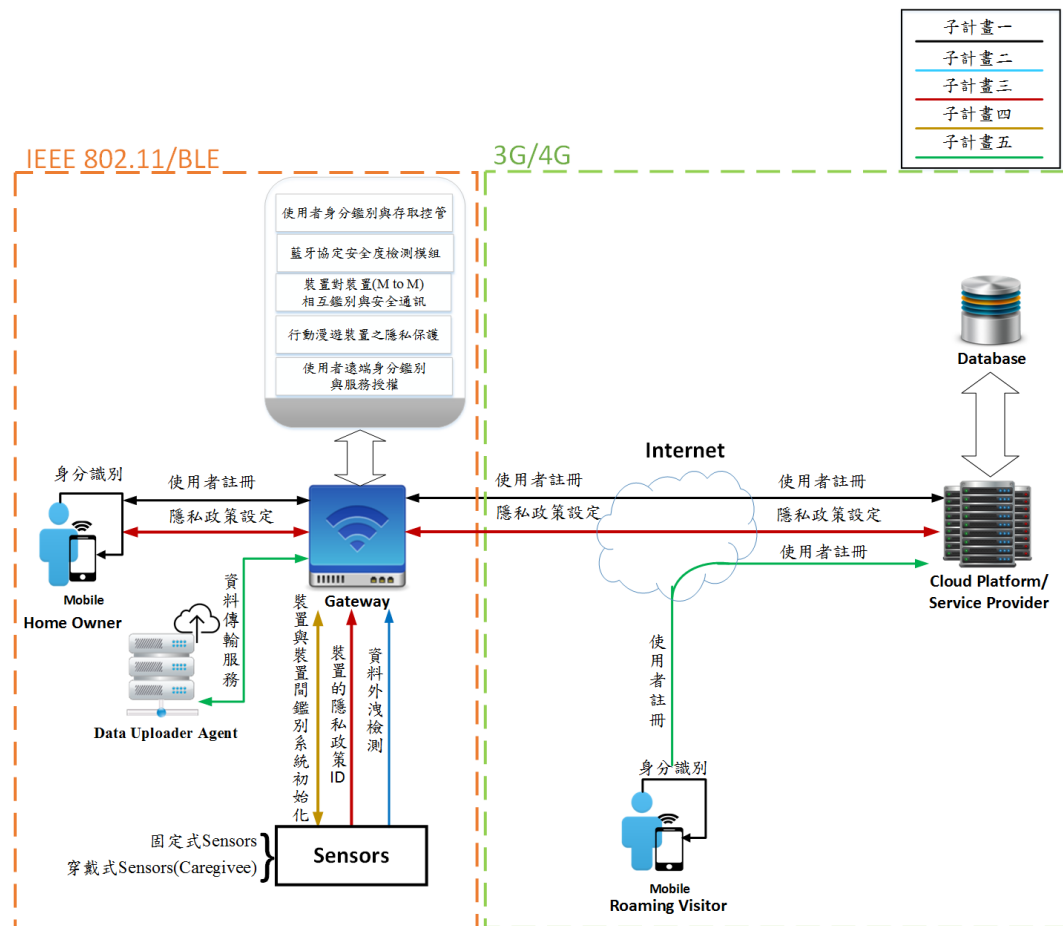 子計畫一
子計畫二
子計畫三
子計畫四
子計畫五
IEEE 802.11/BLE
3G/4G
使用者身分鑑別與存取控管
藍牙協定安全度檢測模組
裝置對裝置(M to M)
相互鑑別與安全通訊
行動漫遊裝置之隱私保護
使用者遠端身分鑑別
與服務授權
Database
Internet
身分識別
使用者註冊
使用者註冊
使用者註冊
隱私政策設定
隱私政策設定
隱私政策設定
使用者註冊
Mobile
Home Owner
Gateway
Cloud Platform/
Service Provider
資料傳輸服務
Data Uploader Agent
裝置與裝置間鑑別系統初始化
裝置的隱私政策ID
資料外洩檢測
使用者註冊
身分識別
固定式Sensors
穿戴式Sensors(Caregivee)
Sensors
Mobile
Roaming Visitor